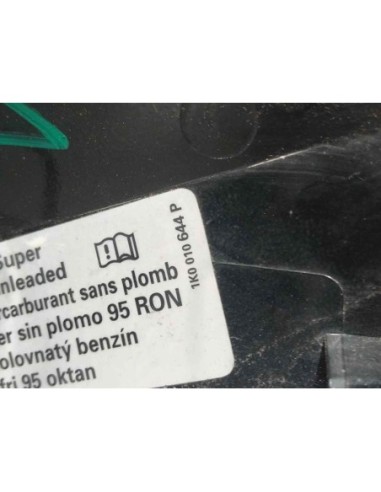 Super
nleaded
rcarburant sans plomb
er sin plomo 95 RON
olovnatý benzín
fri 95 oktan
1K0 010 644 P